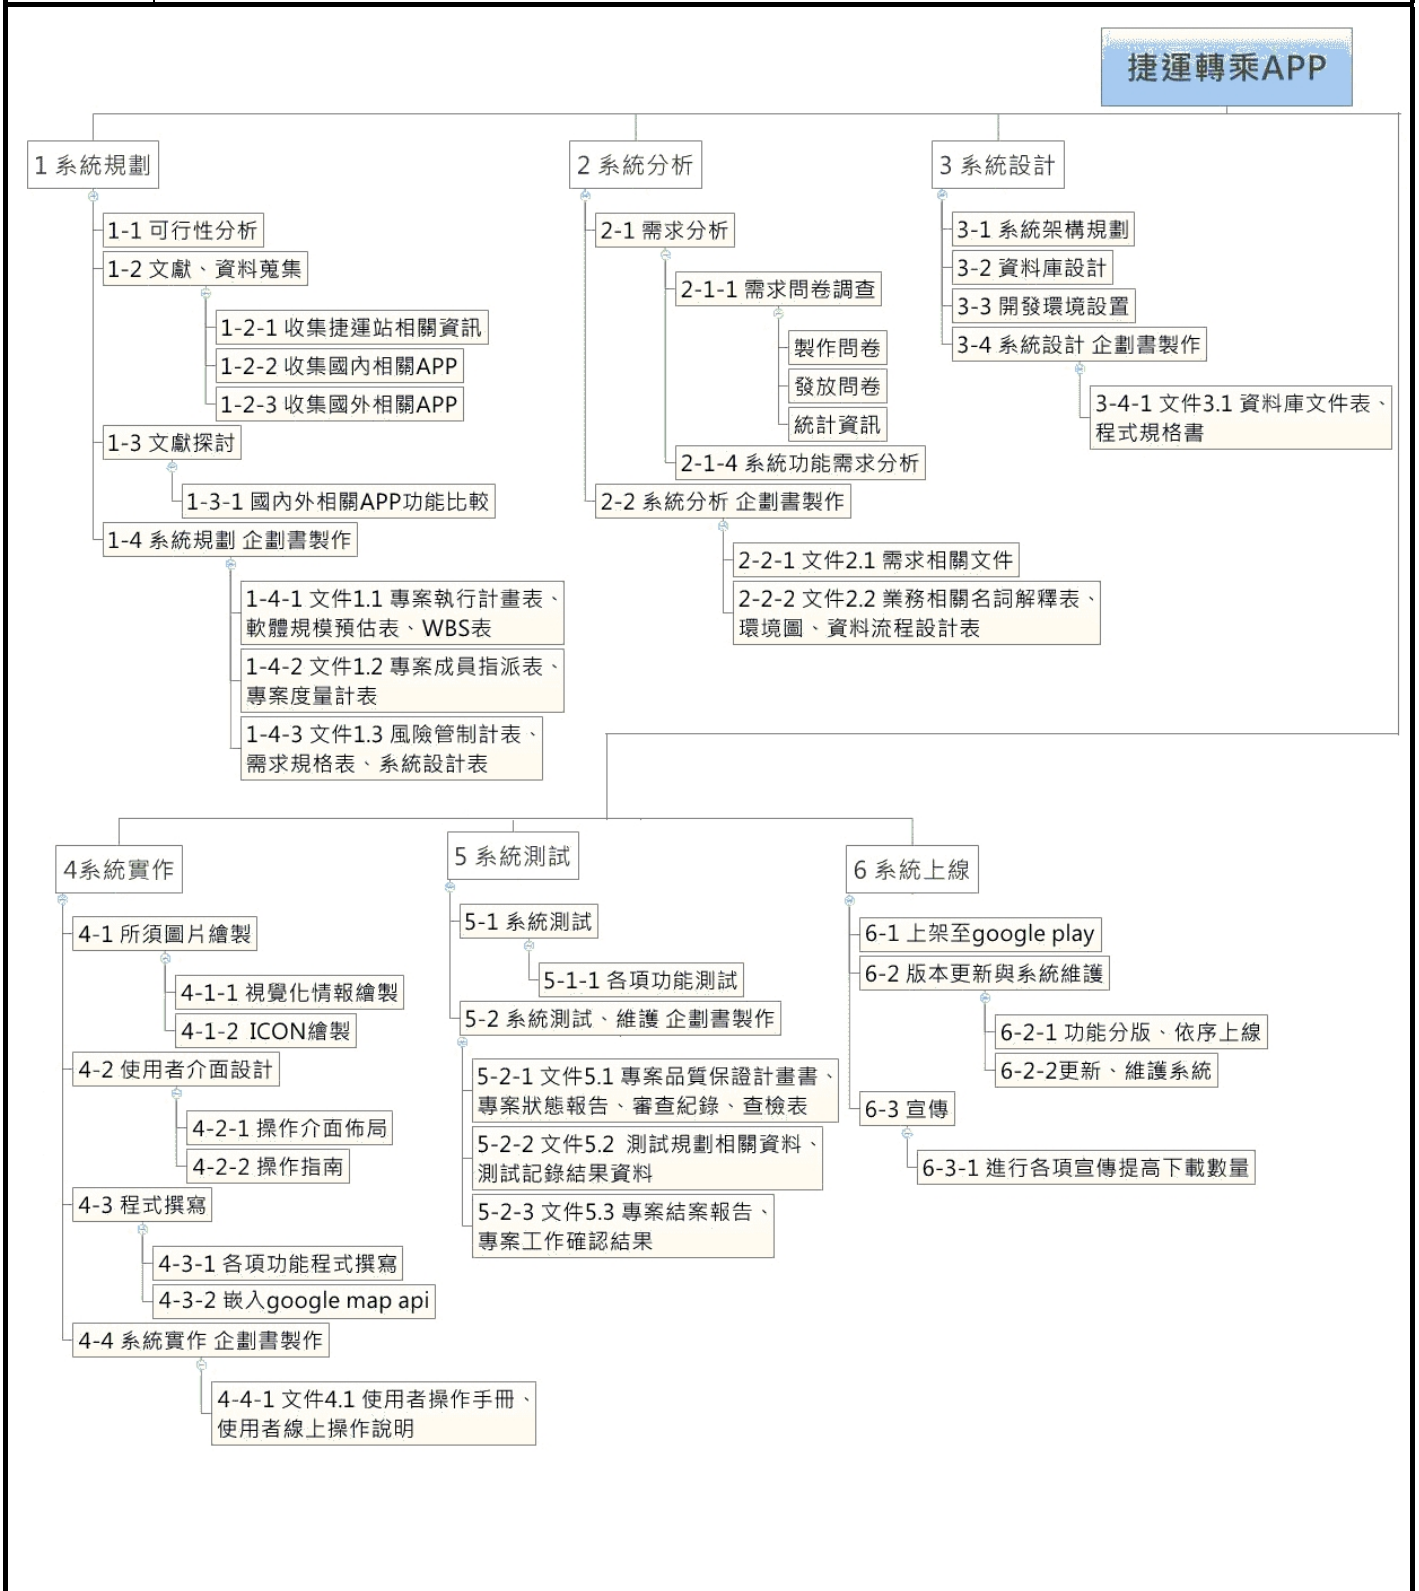 捷運轉乘APP
1 系統規劃
1-1 可行性分析
1-2 文獻、資料蒐集
1-2-1 收集捷運站相關資訊
1-2-2 收集國內相關APP
1-2-3 收集國外相關APP
1-3 文獻探討
1-3-1 國內外相關APP功能比較
1-4 系統規劃 企劃書製作
1-4-1 文件1.1 專案執行計畫表、
軟體規模預估表、WBS表
1-4-2 文件1.2 專案成員指派表、
專案度量計表
1-4-3 文件1.3 風險管制計表、
需求規格表、系統設計表
2 系統分析
2-1 需求分析
2-1-1 需求問卷調查
製作問卷
發放問卷
統計資訊
2-1-4 系統功能需求分析
2-2 系統分析 企劃書製作
2-2-1 文件2.1 需求相關文件
2-2-2 文件2.2 業務相關名詞解釋表、
環境圖、資料流程設計表
3 系統設計
3-1 系統架構規劃
3-2 資料庫設計
3-3 開發環境設置
3-4 系統設計 企劃書製作
3-4-1 文件3.1 資料庫文件表、
程式規格書
4系統實作
4-1 所須圖片繪製
4-1-1 視覺化情報繪製
4-1-2 ICON繪製
4-2 使用者介面設計
4-2-1 操作介面佈局
4-2-2 操作指南
4-3 程式撰寫
4-3-1 各項功能程式撰寫
4-3-2 嵌入google map api
4-4 系統實作 企劃書製作
4-4-1 文件4.1 使用者操作手冊、
使用者線上操作說明
5 系統測試
5-1 系統測試
5-1-1 各項功能測試
5-2 系統測試、維護 企劃書製作
5-2-1 文件5.1 專案品質保證計畫書、
專案狀態報告、審查紀錄、查檢表
5-2-2 文件5.2 測試規劃相關資料、
測試記錄結果資料
5-2-3 文件5.3 專案結案報告、
專案工作確認結果
6 系統上線
6-1 上架至google play
6-2 版本更新與系統維護
6-2-1 功能分版、依序上線
6-2-2更新、維護系統
6-3 宣傳
6-3-1 進行各項宣傳提高下載數量